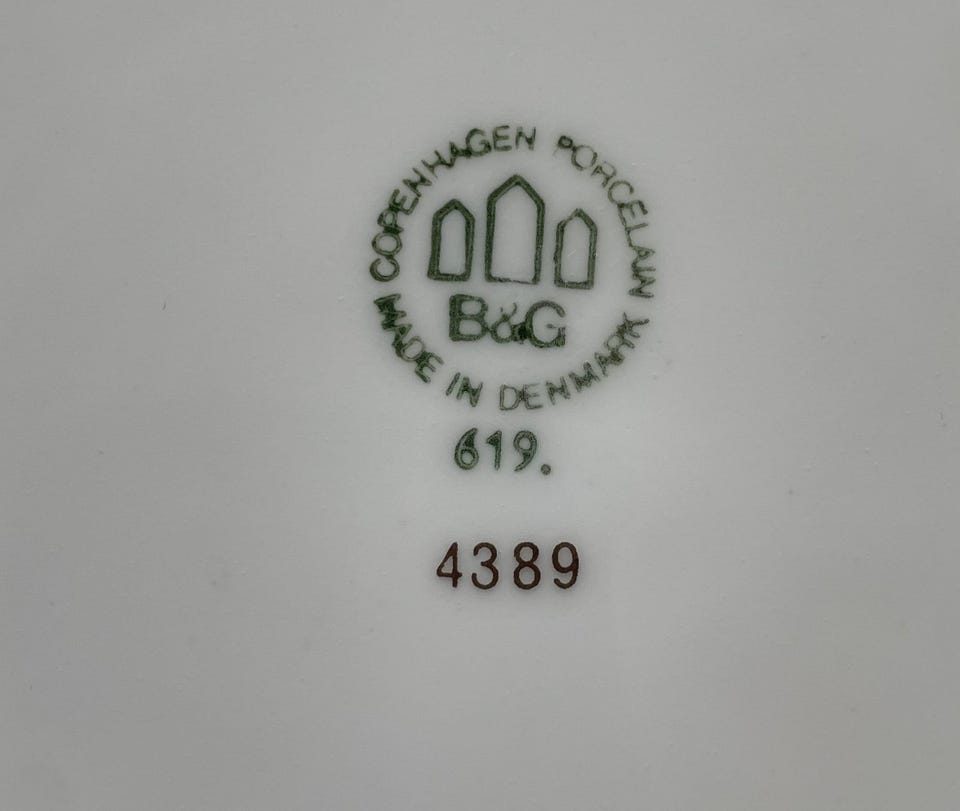 COPENHAGEN PORCELAIN
B&G
MADE IN DENMARK
619.
4389